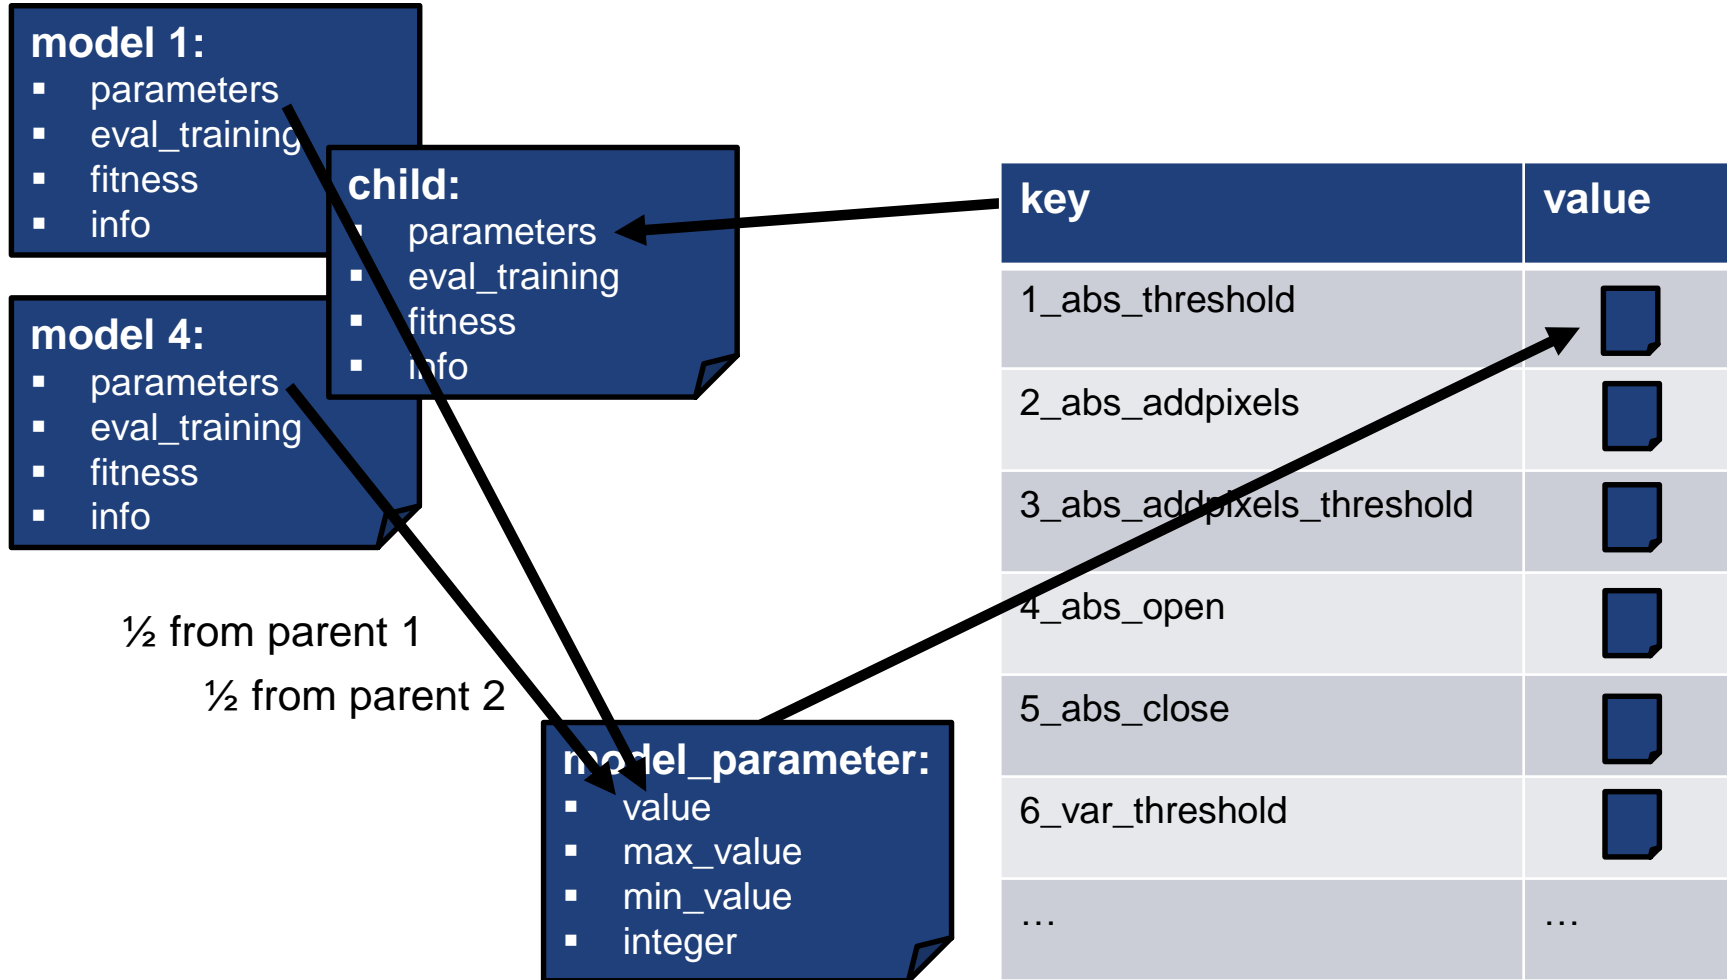 model 1:
▪ parameters
▪ eval_training
▪ fitness
▪ info
child:
▪ parameters
▪ eval_training
▪ fitness
▪ info
model 4:
▪ parameters
▪ eval_training
▪ fitness
▪ info
½ from parent 1
½ from parent 2
model_parameter:
▪ value
▪ max_value
▪ min_value
▪ integer
key value
1_abs_threshold
2_abs_addpixels
3_abs_addpixels_threshold
4_abs_open
5_abs_close
6_var_threshold
… …